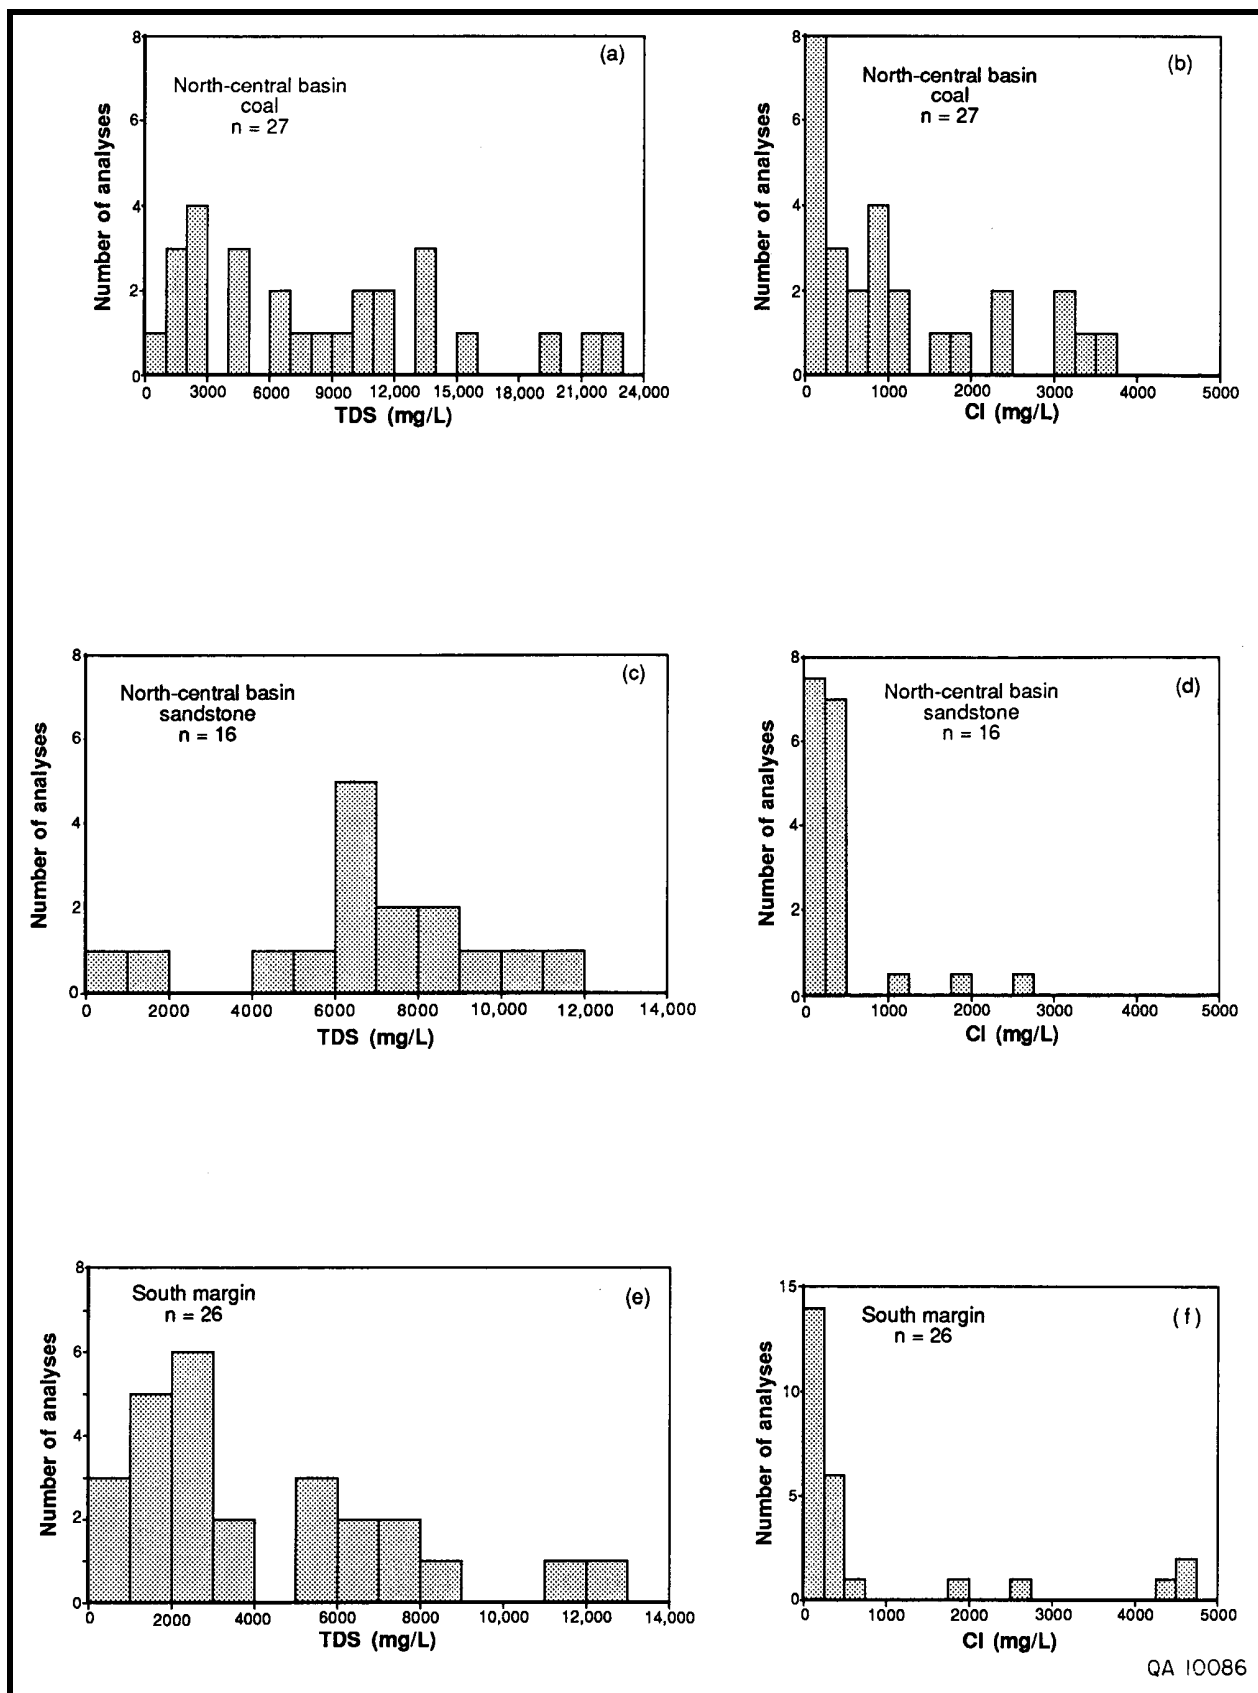 (a)
North-central basin
coal
n = 27
Number of analyses
8
6
4
2
0
0 3000 6000 9000 12,000 15,000 18,000 21,000 24,000
TDS (mg/L)
(b)
North-central basin
coal
n = 27
Number of analyses
8
6
4
2
0
0 1000 2000 3000 4000 5000
Cl (mg/L)
(c)
North-central basin
sandstone
n = 16
Number of analyses
8
6
4
2
0
0 2000 4000 6000 8000 10,000 12,000 14,000
TDS (mg/L)
(d)
North-central basin
sandstone
n = 16
Number of analyses
8
6
4
2
0
0 1000 2000 3000 4000 5000
Cl (mg/L)
(e)
South margin
n = 26
Number of analyses
8
6
4
2
0
0 2000 4000 6000 8000 10,000 12,000 14,000
TDS (mg/L)
(f)
South margin
n = 26
Number of analyses
15
10
5
0
0 1000 2000 3000 4000 5000
Cl (mg/L)
QA 10086